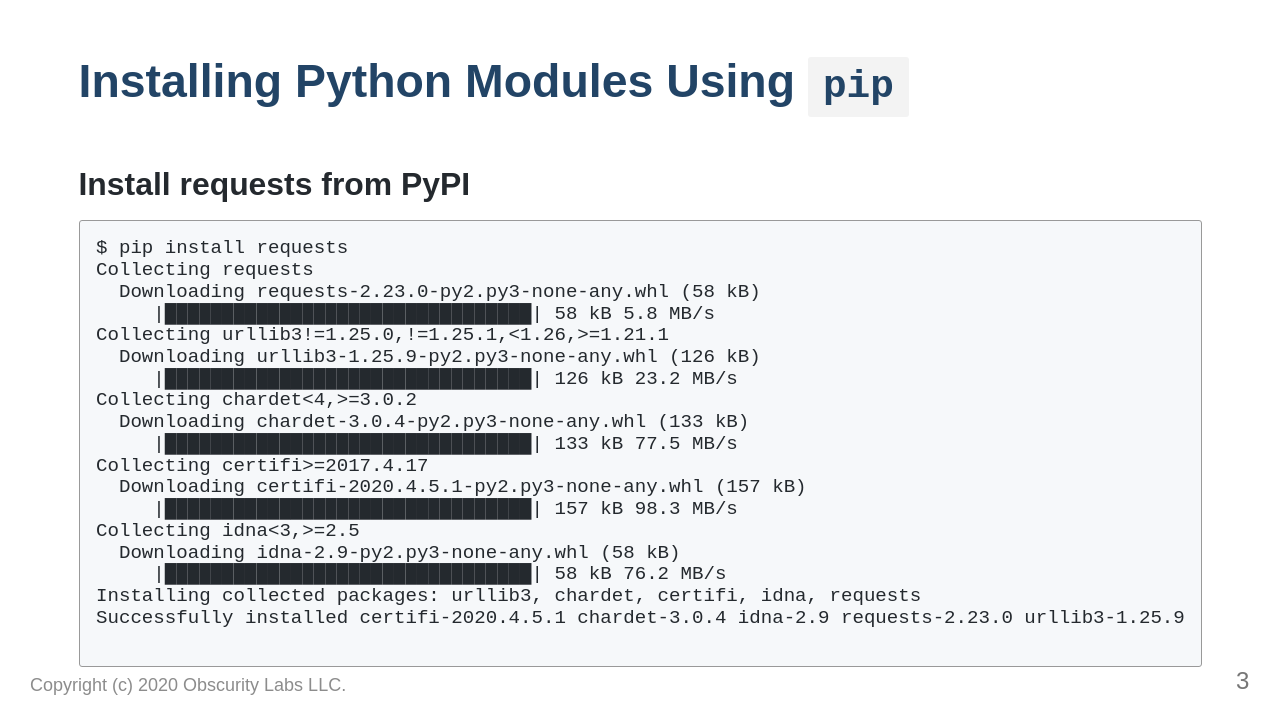 Installing Python Modules Using pip
Install requests from PyPI
$ pip install requests
Collecting requests
  Downloading requests-2.23.0-py2.py3-none-any.whl (58 kB)
     |████████████████████████████████| 58 kB 5.8 MB/s
Collecting urllib3!=1.25.0,!=1.25.1,<1.26,>=1.21.1
  Downloading urllib3-1.25.9-py2.py3-none-any.whl (126 kB)
     |████████████████████████████████| 126 kB 23.2 MB/s
Collecting chardet<4,>=3.0.2
  Downloading chardet-3.0.4-py2.py3-none-any.whl (133 kB)
     |████████████████████████████████| 133 kB 77.5 MB/s
Collecting certifi>=2017.4.17
  Downloading certifi-2020.4.5.1-py2.py3-none-any.whl (157 kB)
     |████████████████████████████████| 157 kB 98.3 MB/s
Collecting idna<3,>=2.5
  Downloading idna-2.9-py2.py3-none-any.whl (58 kB)
     |████████████████████████████████| 58 kB 76.2 MB/s
Installing collected packages: urllib3, chardet, certifi, idna, requests
Successfully installed certifi-2020.4.5.1 chardet-3.0.4 idna-2.9 requests-2.23.0 urllib3-1.25.9
Copyright (c) 2020 Obscurity Labs LLC.
3